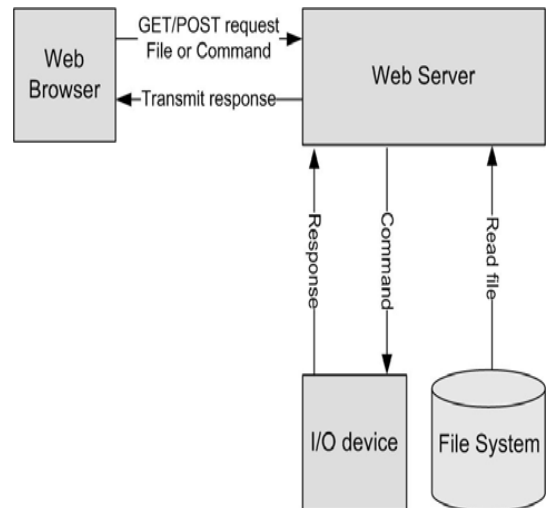 GET/POST request
File or Command
Web
Browser
Web Server
Transmit response
Response
Command
Read file
I/O device
File System